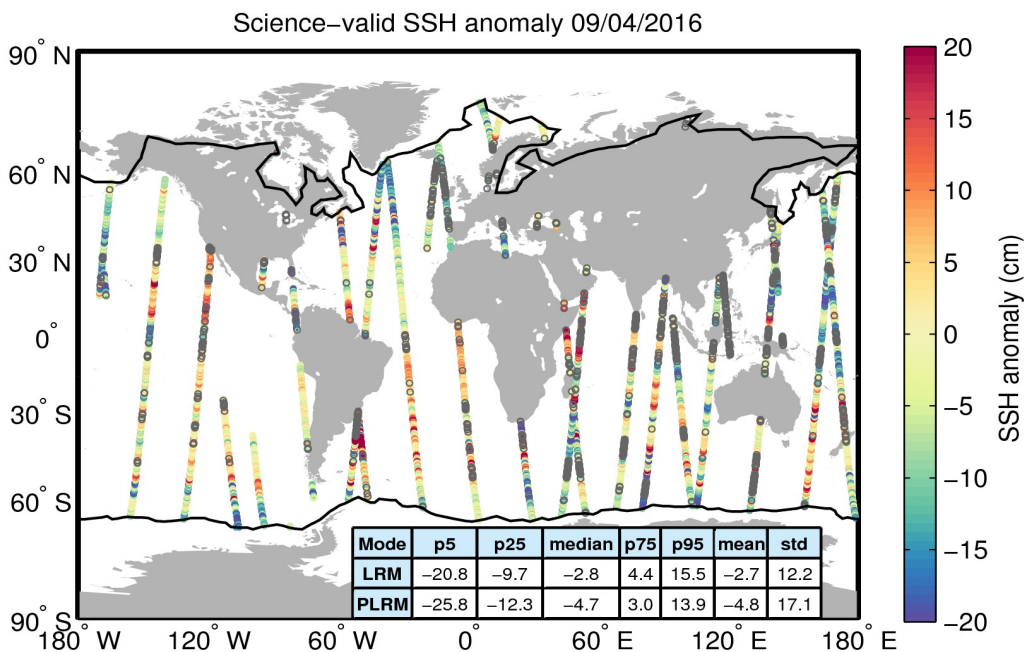 Science−valid SSH anomaly 09/04/2016
90° N
60° N
30° N
0°
30° S
60° S
90° S
180° W
120° W
60° W
0°
60° E
120° E
180° E
Mode p5 p25 median p75 p95 mean std
LRM −20.8 −9.7 −2.8 4.4 15.5 −2.7 12.2
PLRM −25.8 −12.3 −4.7 3.0 13.9 −4.8 17.1
20
15
10
5
0
−5
−10
−15
−20
SSH anomaly (cm)